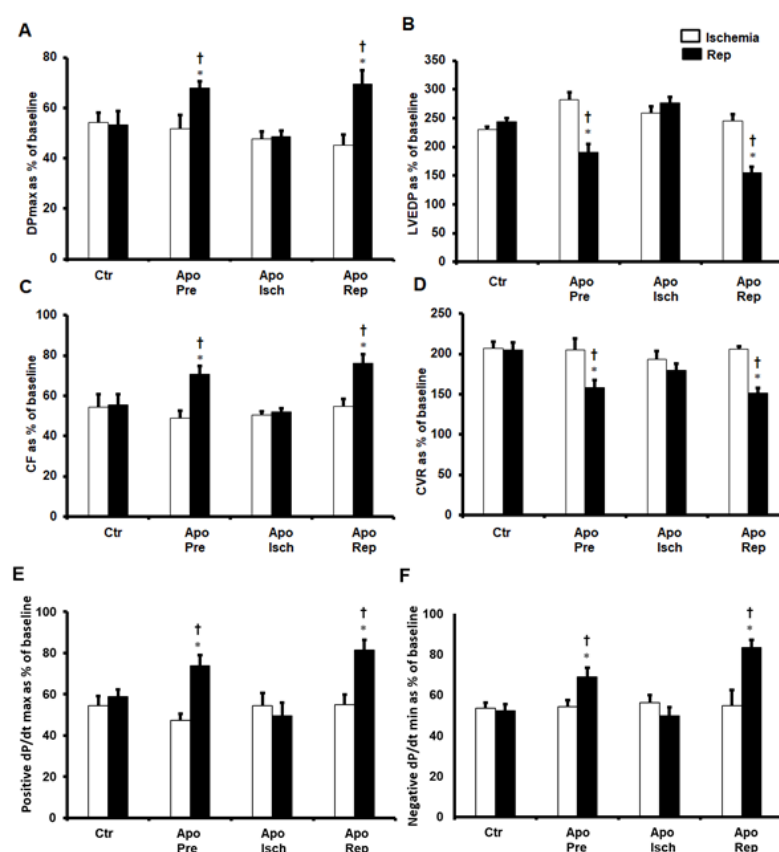 A
DPmax as % of baseline
80
60
40
20
0
†
*
†
*
Ctr
Apo
Pre
Apo
Isch
Apo
Rep
B
Ischemia
Rep
LVEDP as % of baseline
350
300
250
200
150
100
50
0
†
*
†
*
Ctr
Apo
Pre
Apo
Isch
Apo
Rep
C
CF as % of baseline
100
80
60
40
20
0
†
*
†
*
Ctr
Apo
Pre
Apo
Isch
Apo
Rep
D
CVR as % of baseline
250
200
150
100
50
0
†
*
†
*
Ctr
Apo
Pre
Apo
Isch
Apo
Rep
E
Positive dP/dt max as % of baseline
100
80
60
40
20
0
†
*
†
*
Ctr
Apo
Pre
Apo
Isch
Apo
Rep
F
Negative dP/dt min as % of baseline
100
80
60
40
20
0
†
*
†
*
Ctr
Apo
Pre
Apo
Isch
Apo
Rep